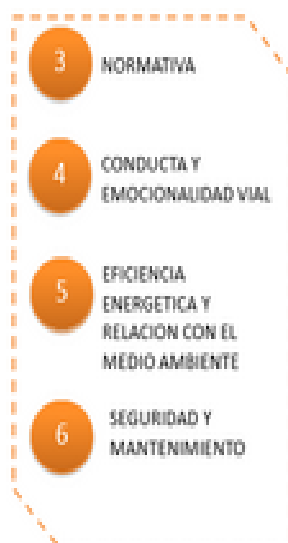 3 NORMATIVA
4 CONDUCTA Y
EMOCIONALIDAD VIAL
5 EFICIENCIA
ENERGETICA Y
RELACION CON EL
MEDIO AMBIENTE
6 SEGURIDAD Y
MANTENIMIENTO